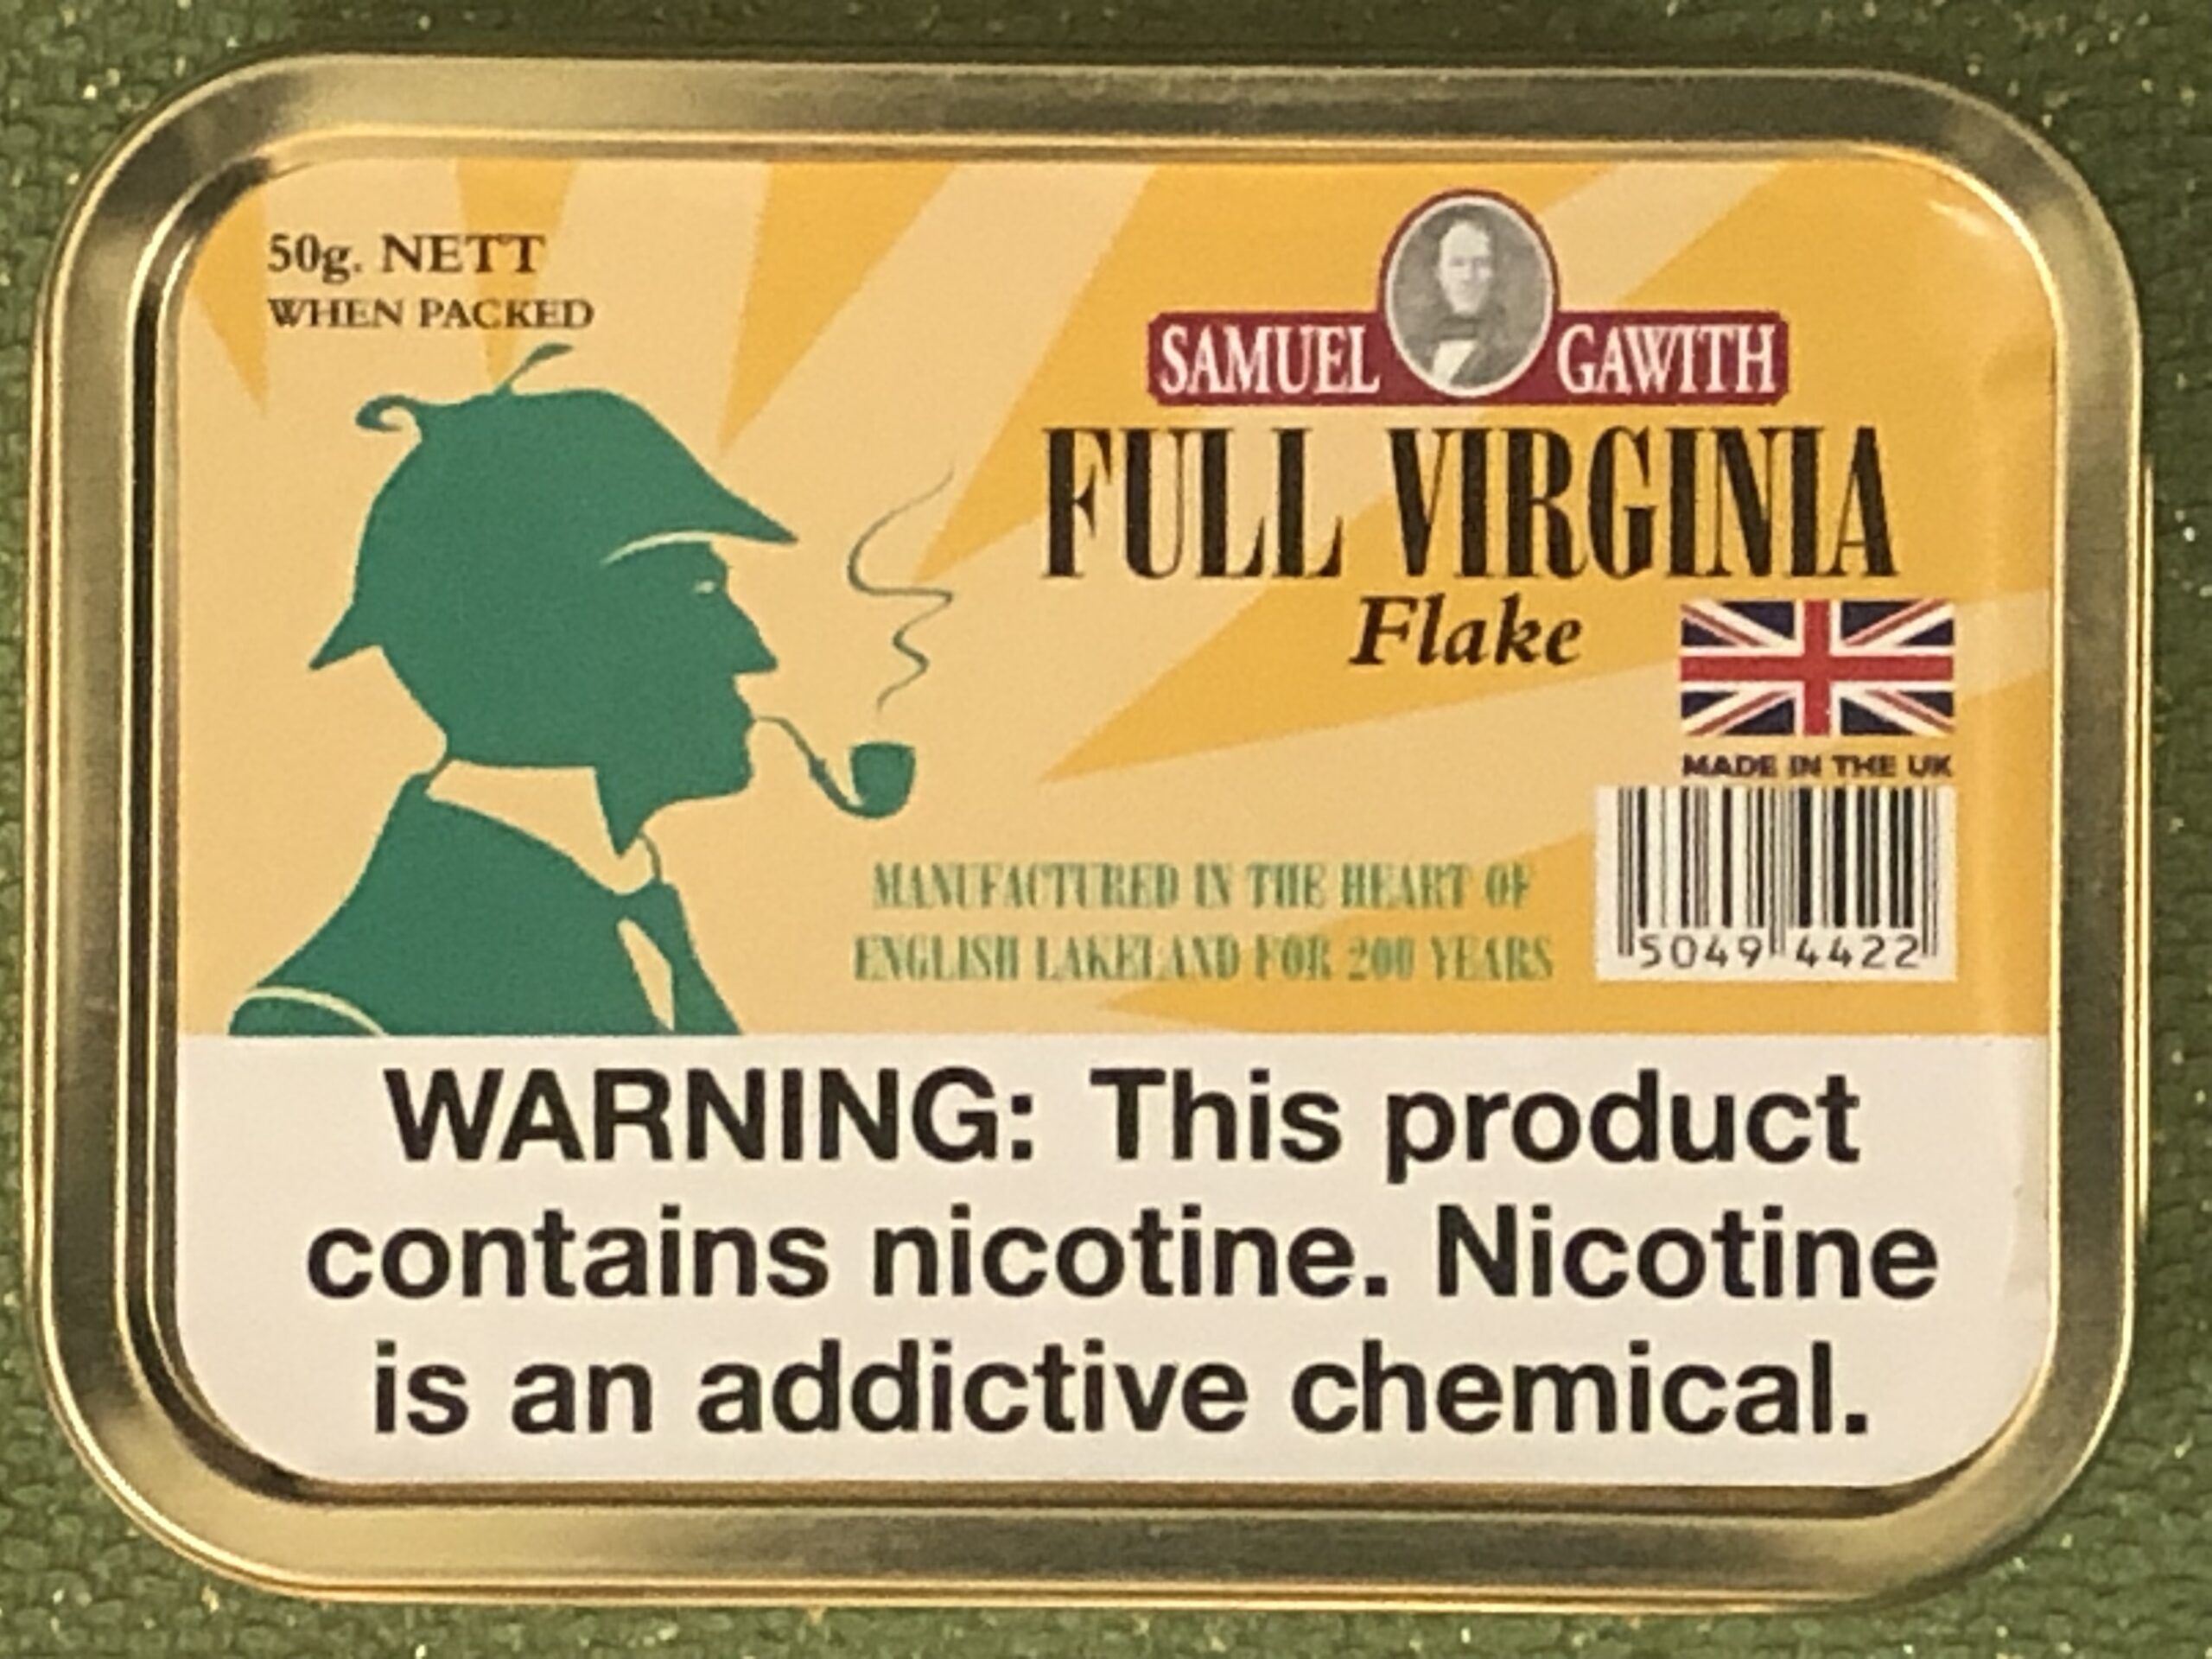 50g. NETT
WHEN PACKED
SAMUEL GAWITH
FULL VIRGINIA
Flake
MADE IN THE UK
MANUFACTURED IN THE HEART OF
ENGLISH LAKELAND FOR 200 YEARS
5049 4422
WARNING: This product
contains nicotine. Nicotine
is an addictive chemical.